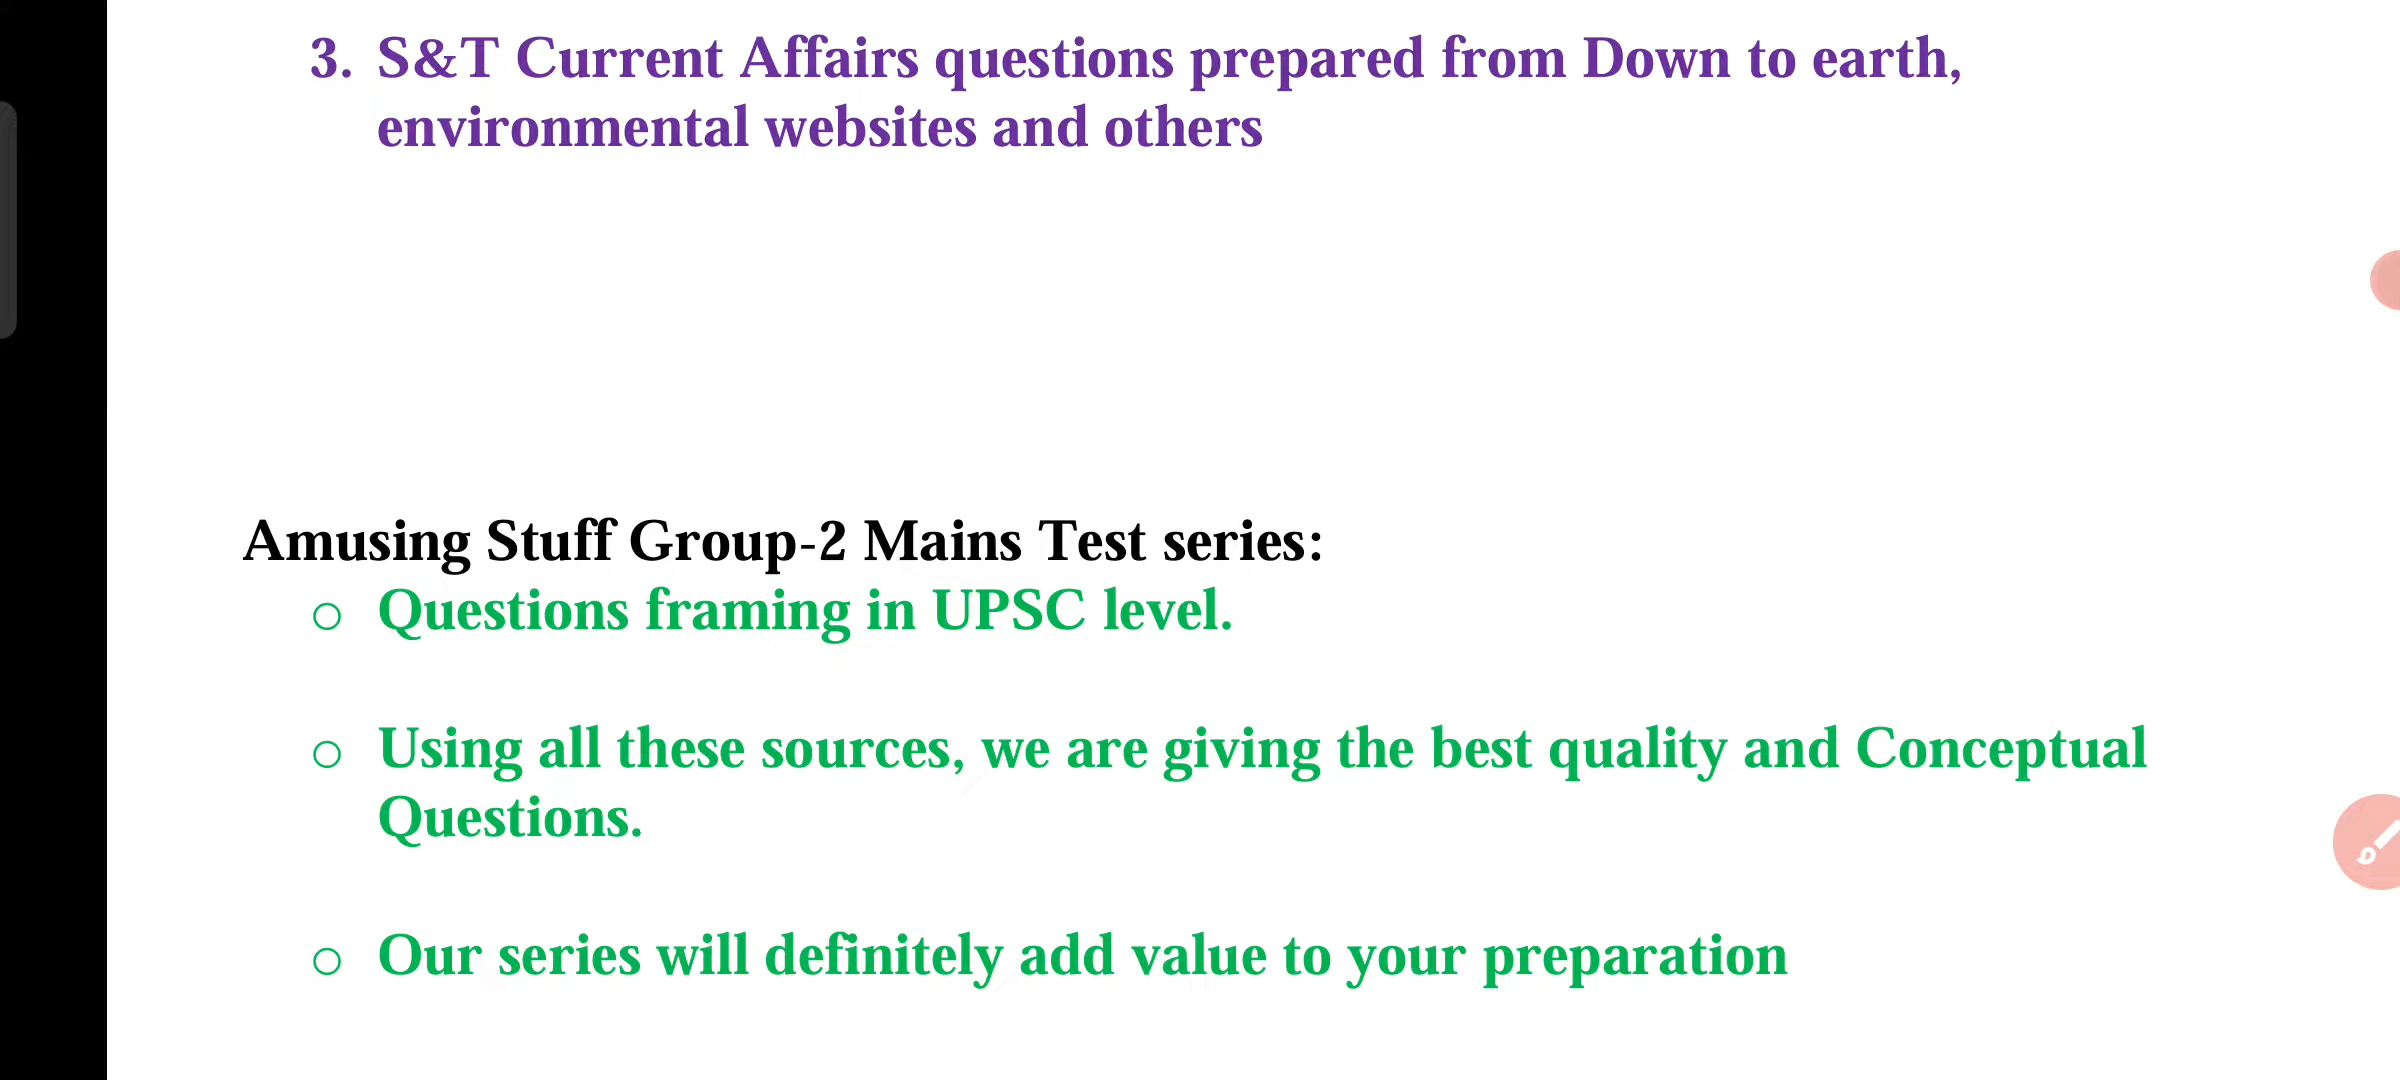 3. S&T Current Affairs questions prepared from Down to earth,
environmental websites and others
Amusing Stuff Group-2 Mains Test series:
o Questions framing in UPSC level.
o Using all these sources, we are giving the best quality and Conceptual
Questions.
o Our series will definitely add value to your preparation